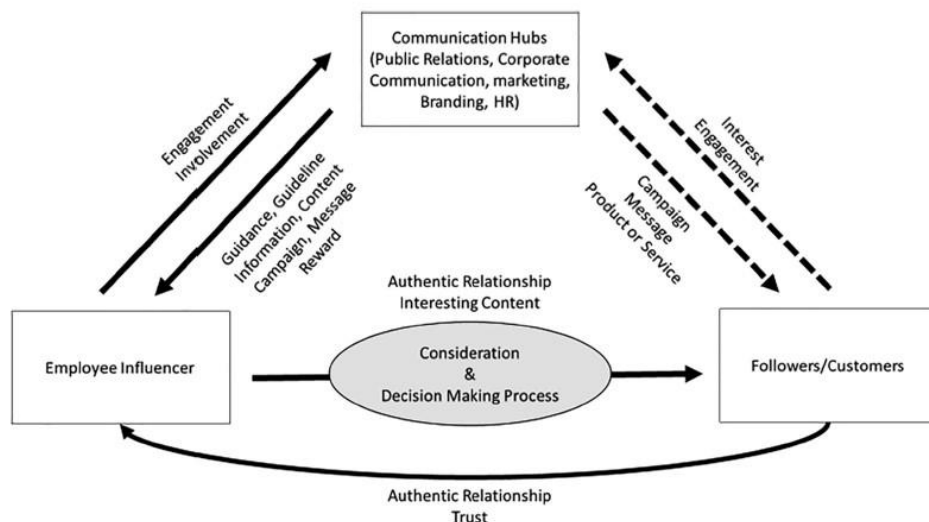 Communication Hubs
(Public Relations, Corporate
Communication, marketing,
Branding, HR)
Engagement
Involvement
Guidance, Guideline
Information, Content
Campaign, Message
Reward
Interest
Engagement
Campaign
Message
Product or Service
Authentic Relationship
Interesting Content
Employee Influencer
Consideration
&
Decision Making Process
Followers/Customers
Authentic Relationship
Trust